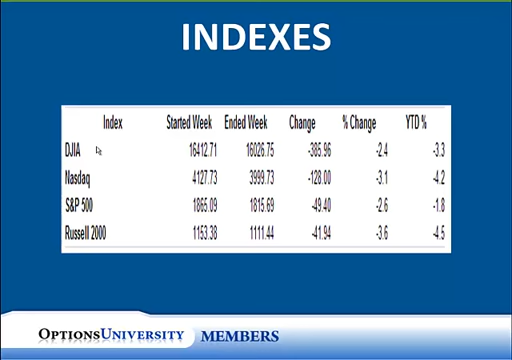 INDEXES
Index Started Week Ended Week Change % Change YTD %
DJIA 16412.71 16026.75 -385.96 -2.4 -3.3
Nasdaq 4127.73 3999.73 -128.00 -3.1 -4.2
S&P 500 1865.09 1815.69 -49.40 -2.6 -1.8
Russell 2000 1153.38 1111.44 -41.94 -3.6 -4.5
OPTIONSUNIVERSITY MEMBERS